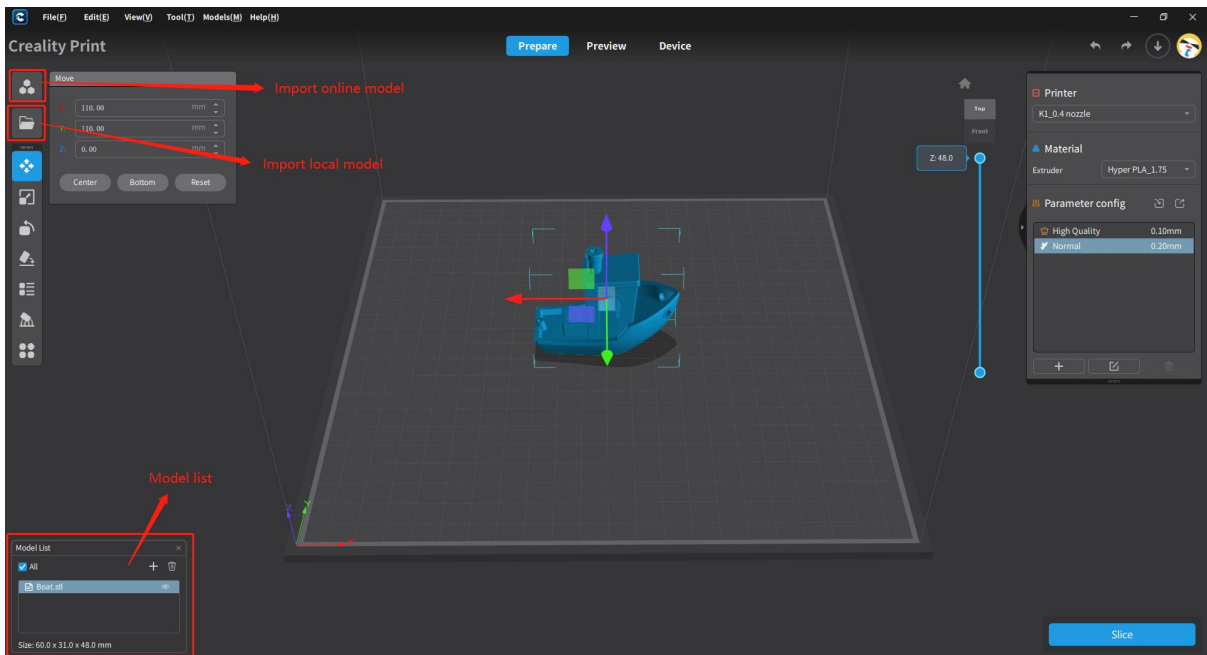 File(F) Edit(E) View(V) Tool(T) Models(M) Help(H)
Creality Print
Prepare Preview Device
Move
X: 110.00 mm
Y: 110.00 mm
Z: 0.00 mm
Center Bottom Reset
Import online model
Import local model
Top
Front
Z: 48.0
Printer
K1_0.4 nozzle
Material
Extruder Hyper PLA_1.75
Parameter config
High Quality 0.10mm
Normal 0.20mm
Z Y X
Model list
Model List
All
Boat.stl
Size: 60.0 x 31.0 x 48.0 mm
Slice